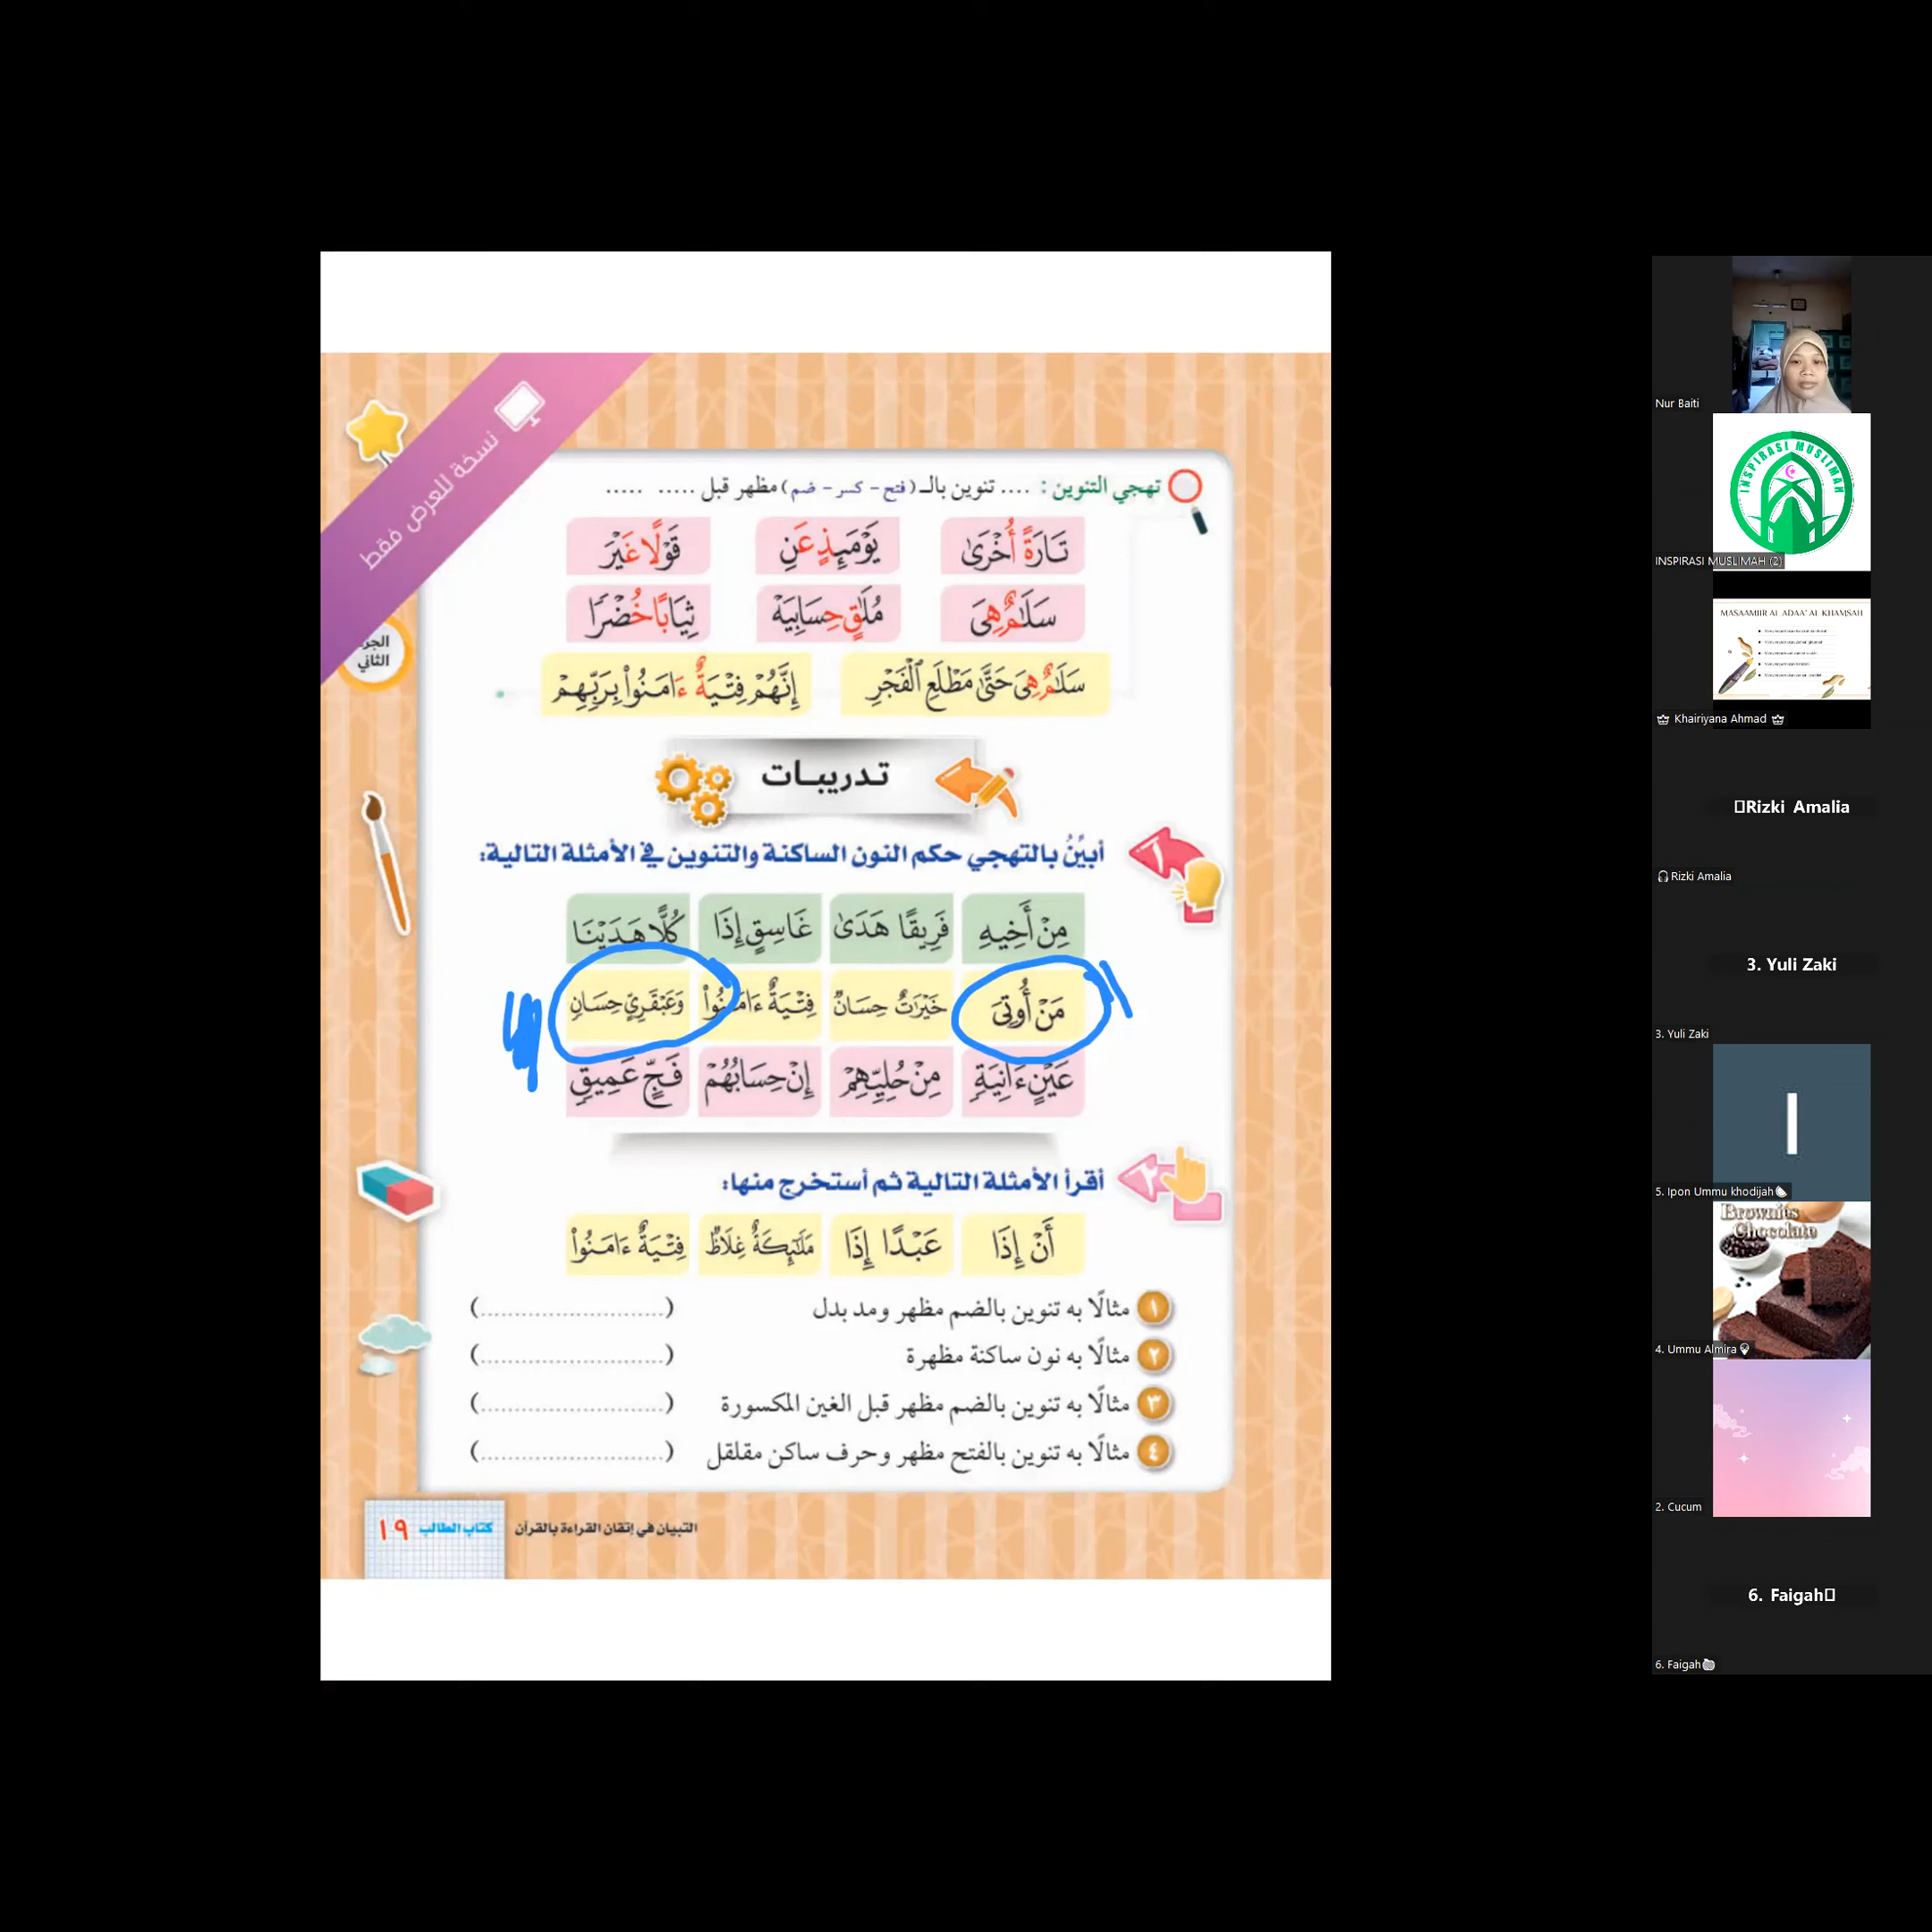 نسخة للعرض فقط
الجزء
الثاني
تهجي التنوين : .... تنوين بالـ (فتح - كسر - ضم) مظهر قبل ..... .....
تَارَةً أُخْرَىٰ يَوْمَئِذٍ عَنِ قَوْلًا غَيْرَ
سَلَٰمٌ هِىَ مُلَٰقٍ حِسَابِيَهْ ثِيَابًا خُضْرًا
سَلَٰمٌ هِىَ حَتَّىٰ مَطْلَعِ ٱلْفَجْرِ إِنَّهُمْ فِتْيَةٌ ءَامَنُواْ بِرَبِّهِمْ
تدريبات
١ أبيِّنُ بالتهجي حكم النون الساكنة والتنوين في الأمثلة التالية:
مِنْ أَخِيهِ فَرِيقًا هَدَىٰ غَاسِقٍ إِذَا كُلًّا هَدَيْنَا
مَنْ أُوتِىَ خَيْرَٰتٌ حِسَانٌ فِتْيَةٌ ءَامَنُواْ وَعَبْقَرِىٍّ حِسَانٍ
عَيْنٍ ءَانِيَةٍ مِنْ حُلِيِّهِمْ إِنْ حِسَابُهُمْ فَجٍّ عَمِيقٍ
٢ أقرأ الأمثلة التالية ثم أستخرج منها:
أَنْ إِذَا عَبْدًا إِذَا مَلَٰٓئِكَةٌ غِلَاظٌ فِتْيَةٌ ءَامَنُواْ
١ مثالًا به تنوين بالضم مظهر ومد بدل (..........................)
٢ مثالًا به نون ساكنة مظهرة (..........................)
٣ مثالًا به تنوين بالضم مظهر قبل الغين المكسورة (..........................)
٤ مثالًا به تنوين بالفتح مظهر وحرف ساكن مقلقل (..........................)
التبيان في إتقان القراءة بالقرآن كتاب الطالب ١٩
Nur Baiti
INSPIRASI MUSLIMAH
INSPIRASI MUSLIMAH (2)
MASAAMIIR AL ADAA' AL KHAMSAH
Khairiyana Ahmad
Rizki Amalia
Rizki Amalia
3. Yuli Zaki
3. Yuli Zaki
I
5. Ipon Ummu khodijah
Brownies
Chocolate
4. Ummu Almira
2. Cucum
6. Faigah
6. Faigah